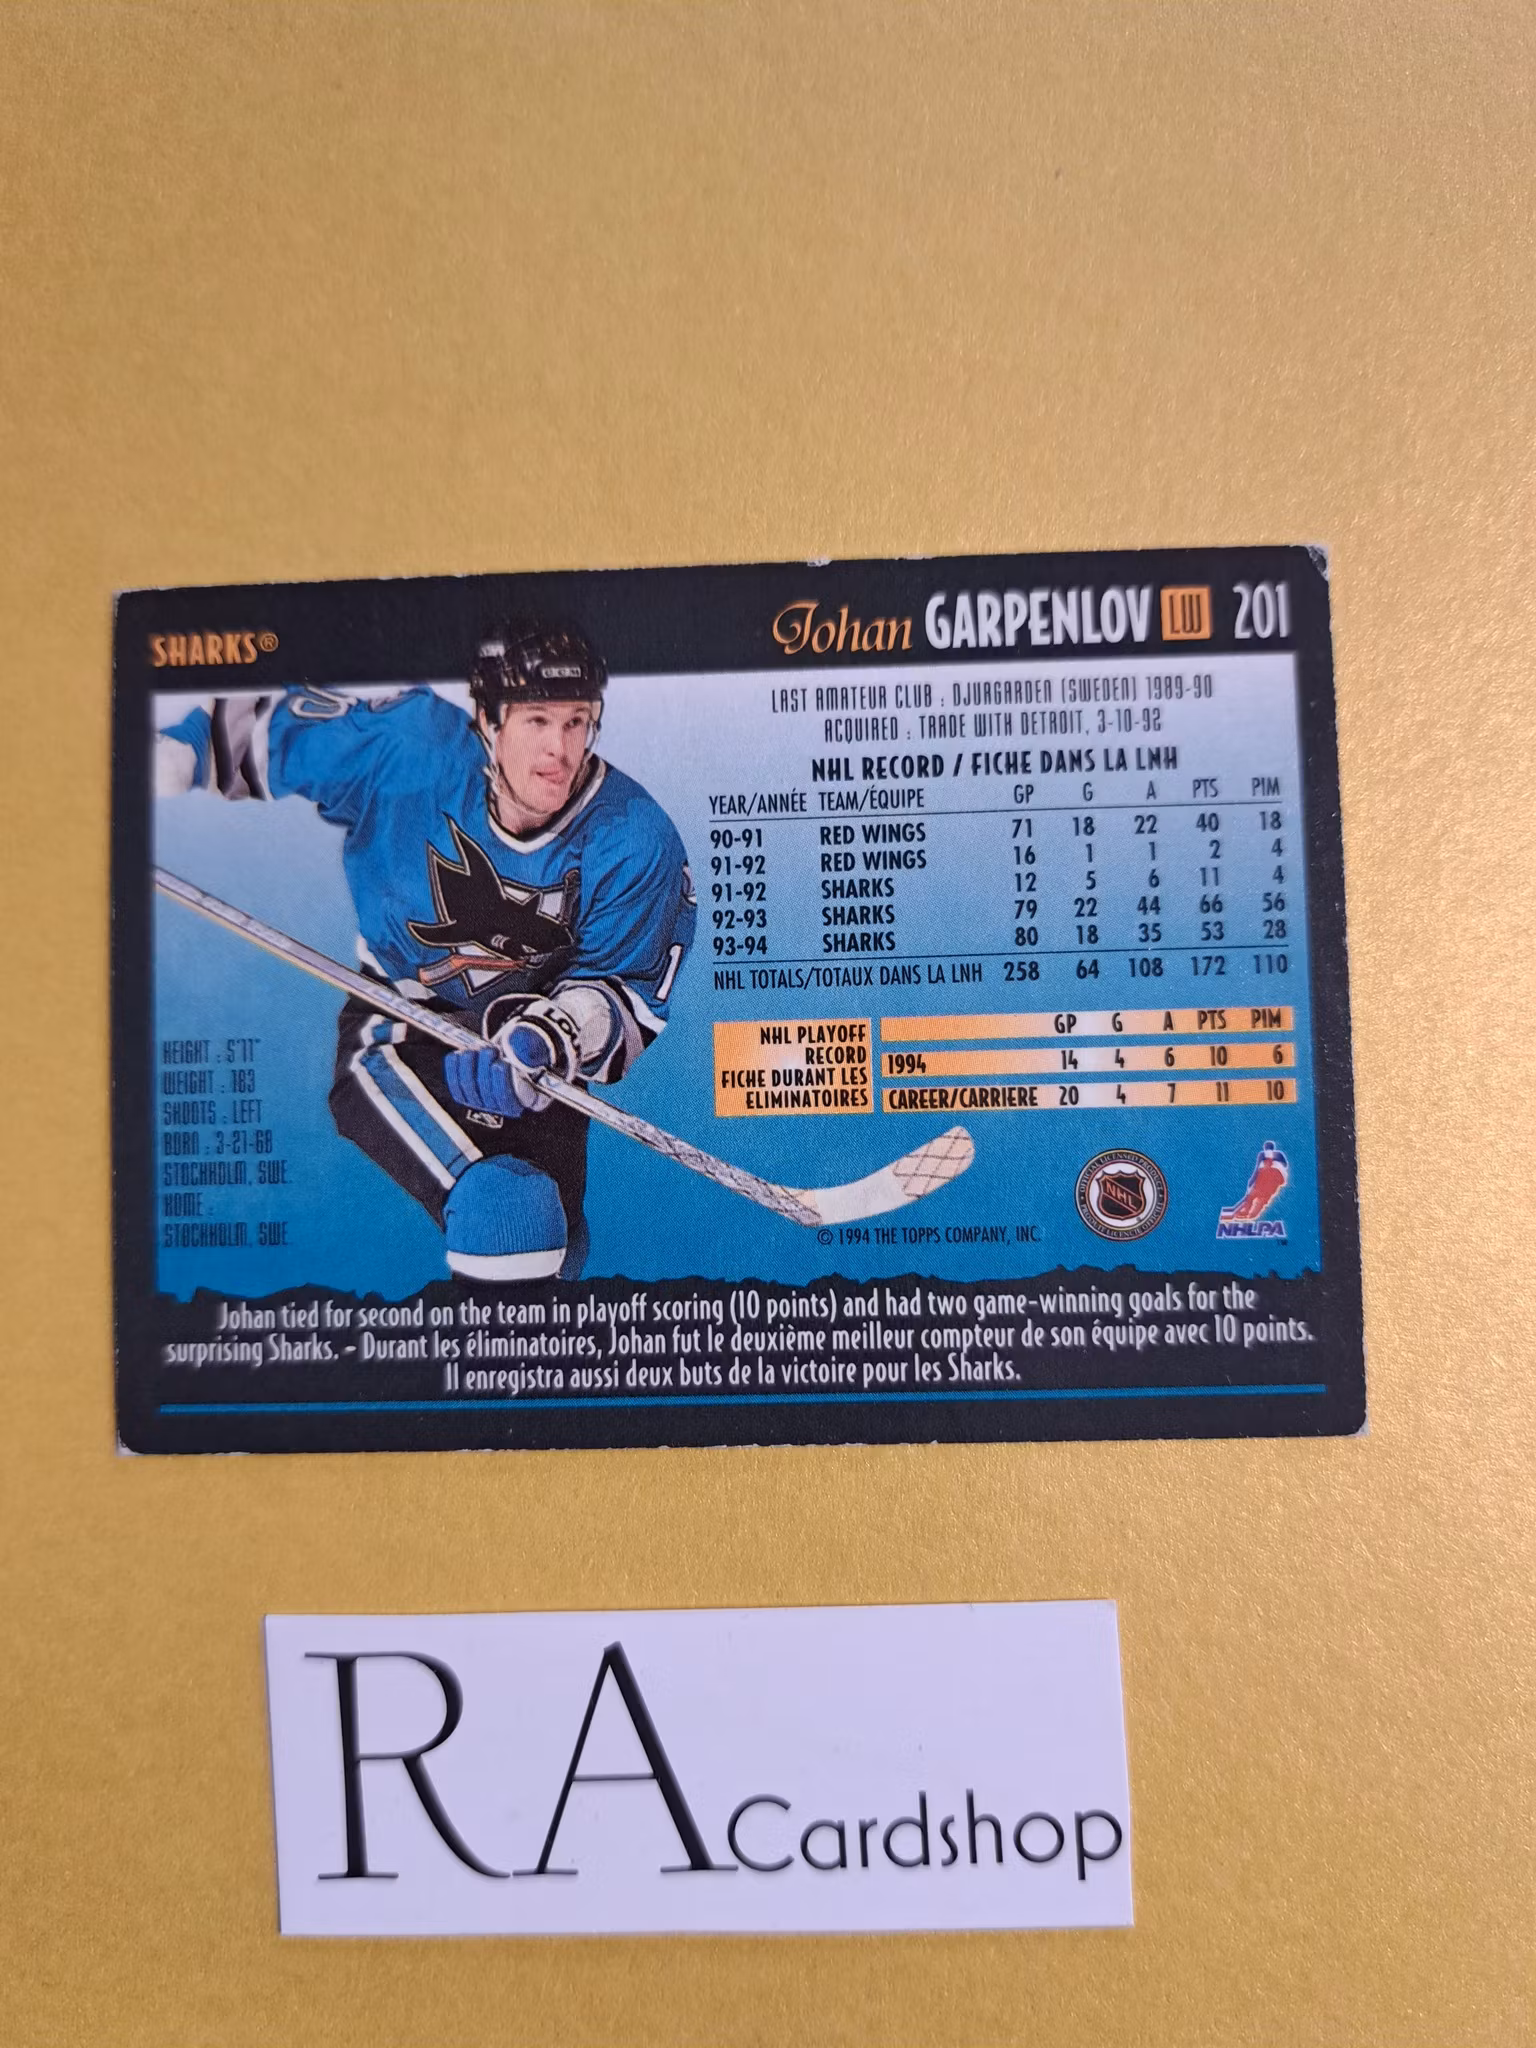 SHARKS®
Johan GARPENLOV LW 201
LAST AMATEUR CLUB : DJURGARDEN (SWEDEN) 1989-90
ACQUIRED : TRADE WITH DETROIT, 3-10-92
NHL RECORD / FICHE DANS LA LNH
YEAR/ANNÉE TEAM/ÉQUIPE GP G A PTS PIM
90-91 RED WINGS 71 18 22 40 18
91-92 RED WINGS 16 1 1 2 4
91-92 SHARKS 12 5 6 11 4
92-93 SHARKS 79 22 44 66 56
93-94 SHARKS 80 18 35 53 28
NHL TOTALS/TOTAUX DANS LA LNH 258 64 108 172 110
NHL PLAYOFF
RECORD
FICHE DURANT LES
ELIMINATOIRES
GP G A PTS PIM
1994 14 4 6 10 6
CAREER/CARRIERE 20 4 7 11 10
HEIGHT : 5'11"
WEIGHT : 183
SHOOTS : LEFT
BORN : 3-21-68
STOCKHOLM, SWE.
HOME :
STOCKHOLM, SWE
CCM
NHL
NHLPA
© 1994 THE TOPPS COMPANY, INC.
Johan tied for second on the team in playoff scoring (10 points) and had two game-winning goals for the
surprising Sharks. – Durant les éliminatoires, Johan fut le deuxième meilleur compteur de son équipe avec 10 points.
Il enregistra aussi deux buts de la victoire pour les Sharks.
RA Cardshop